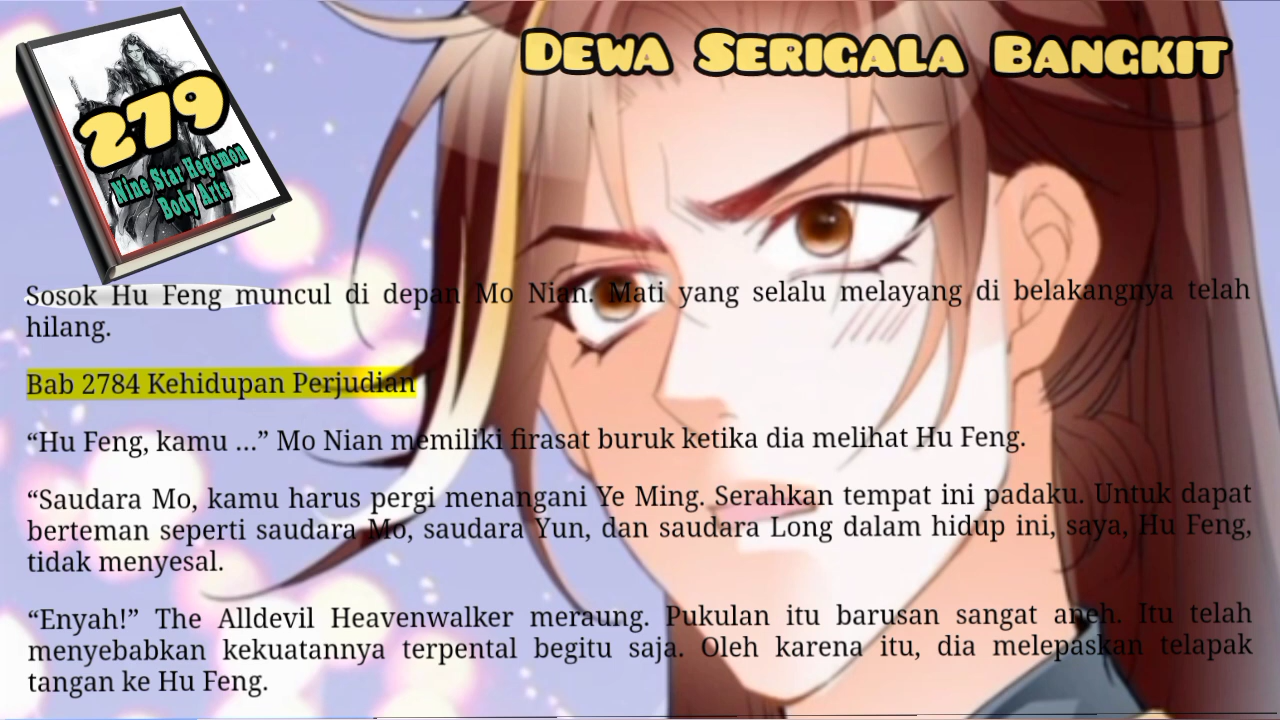 DEWA SERIGALA BANGKIT
279
Nine Star Hegemon
Body Arts
Sosok Hu Feng muncul di depan Mo Nian. Mati yang selalu melayang di belakangnya telah
hilang.
Bab 2784 Kehidupan Perjudian
“Hu Feng, kamu ...” Mo Nian memiliki firasat buruk ketika dia melihat Hu Feng.
“Saudara Mo, kamu harus pergi menangani Ye Ming. Serahkan tempat ini padaku. Untuk dapat
berteman seperti saudara Mo, saudara Yun, dan saudara Long dalam hidup ini, saya, Hu Feng,
tidak menyesal.
“Enyah!” The Alldevil Heavenwalker meraung. Pukulan itu barusan sangat aneh. Itu telah
menyebabkan kekuatannya terpental begitu saja. Oleh karena itu, dia melepaskan telapak
tangan ke Hu Feng.